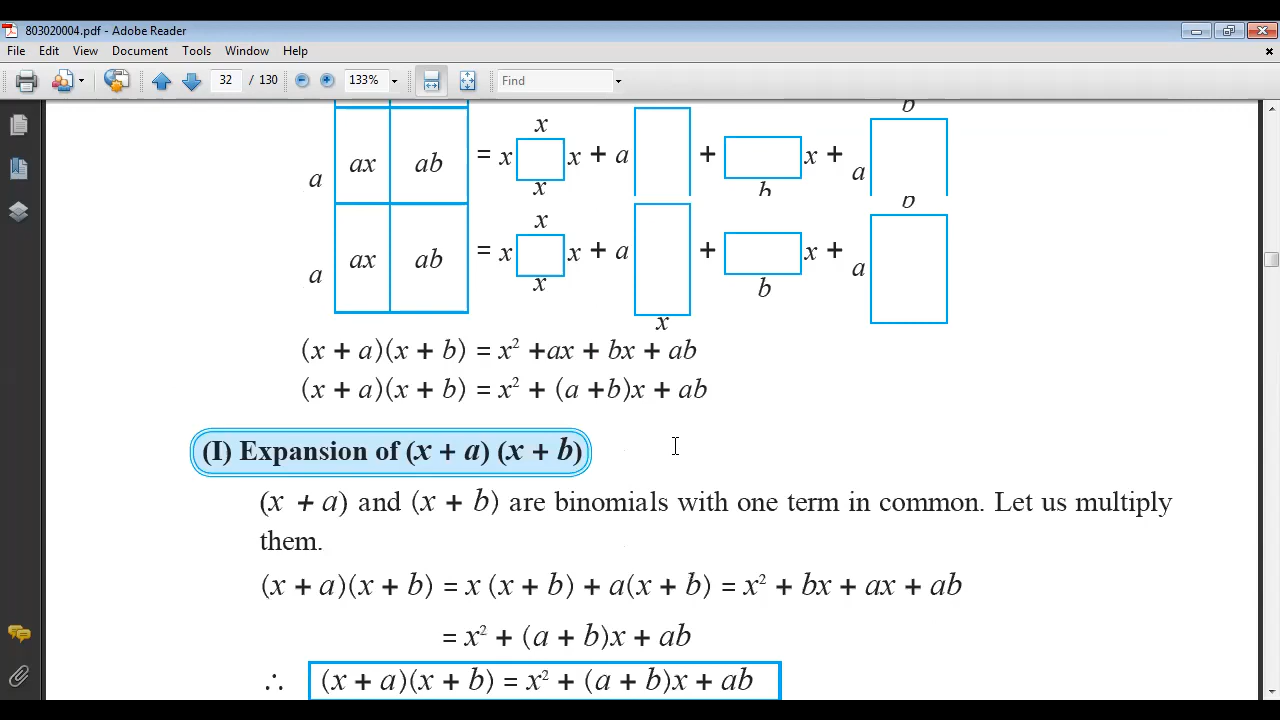 803020004.pdf - Adobe Reader
File Edit View Document Tools Window Help
32 / 130 133% Find
b
x
a ax ab = x x + a + x + a
x b
b
x
a ax ab = x x + a + x + a
x b
x
(x + a)(x + b) = x² +ax + bx + ab
(x + a)(x + b) = x² + (a +b)x + ab
(I) Expansion of (x + a) (x + b)
(x + a) and (x + b) are binomials with one term in common. Let us multiply
them.
(x + a)(x + b) = x (x + b) + a(x + b) = x² + bx + ax + ab
= x² + (a + b)x + ab
∴ (x + a)(x + b) = x² + (a + b)x + ab